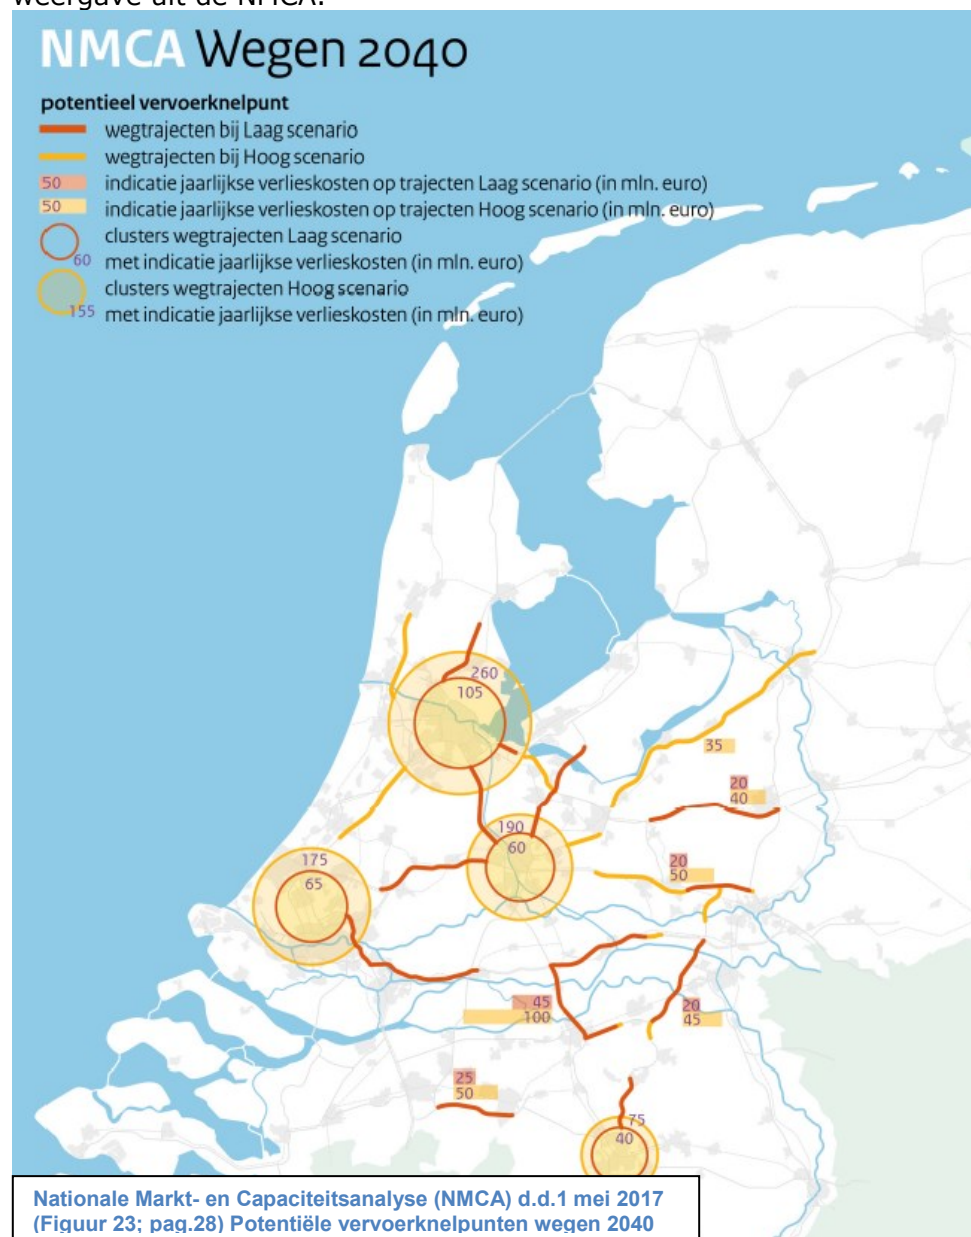 weergave uit de NMCA:
NMCA Wegen 2040
potentieel vervoerknelpunt
wegtrajecten bij Laag scenario
wegtrajecten bij Hoog scenario
50 indicatie jaarlijkse verlieskosten op trajecten Laag scenario (in mln. euro)
50 indicatie jaarlijkse verlieskosten op trajecten Hoog scenario (in mln. euro)
clusters wegtrajecten Laag scenario
60 met indicatie jaarlijkse verlieskosten (in mln. euro)
clusters wegtrajecten Hoog scenario
155 met indicatie jaarlijkse verlieskosten (in mln. euro)
260
105
35
20
40
190
60
175
65
20
50
45
100
20
45
25
50
75
40
Nationale Markt- en Capaciteitsanalyse (NMCA) d.d.1 mei 2017
(Figuur 23; pag.28) Potentiële vervoerknelpunten wegen 2040